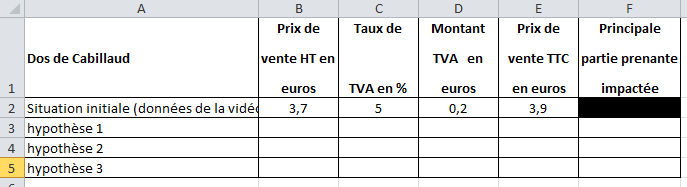 A B C D E F
Prix de Taux de Montant Prix de Principale
vente HT en TVA en vente TTC partie prenante
1 Dos de Cabillaud euros TVA en % euros en euros impactée
2 Situation initiale (données de la vidéo 3,7 5 0,2 3,9
3 hypothèse 1
4 hypothèse 2
5 hypothèse 3